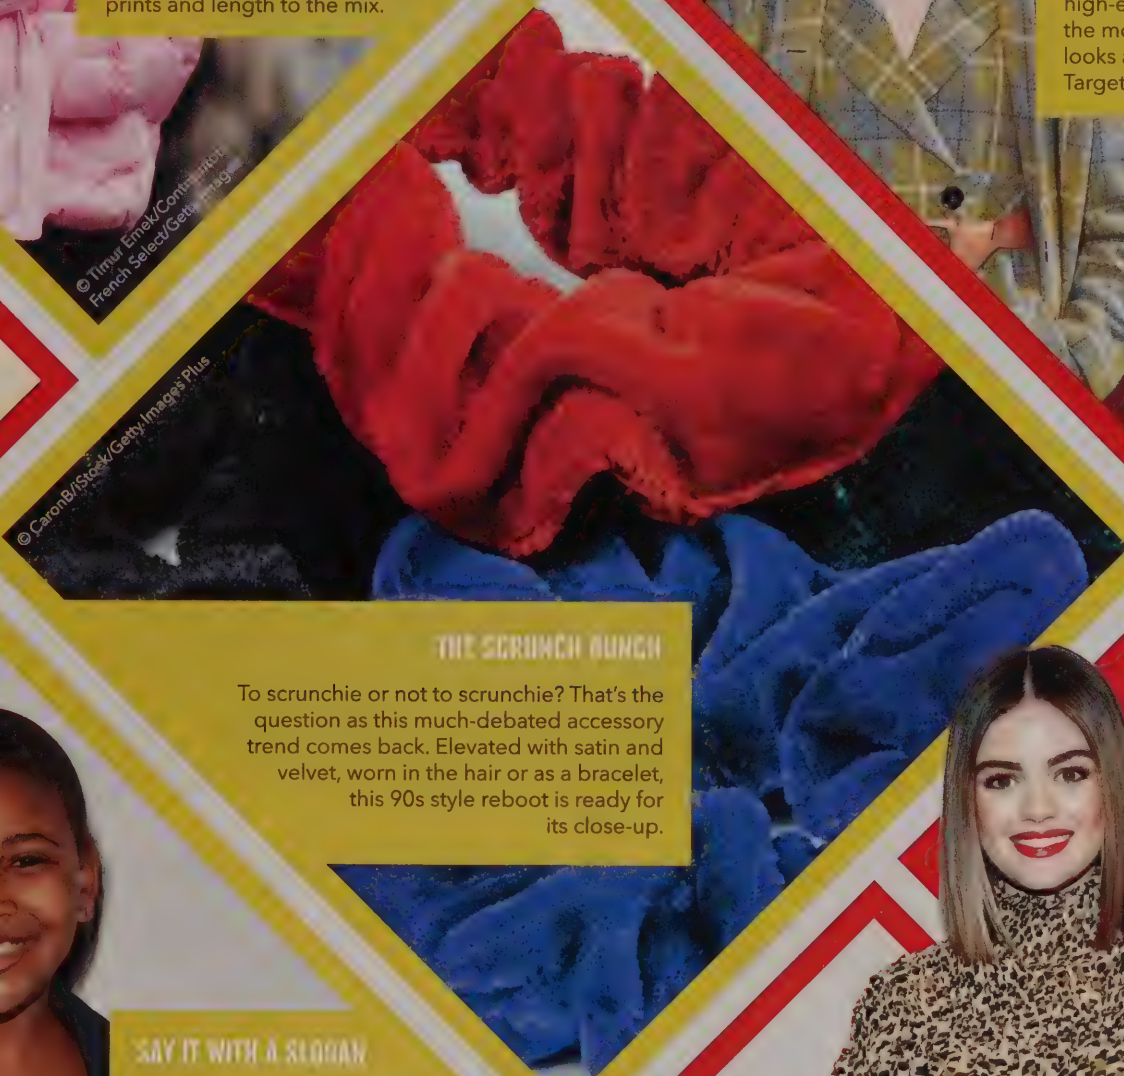 prints and length to the mix.
high-e
the mo
looks a
Target
© Timur Emek/Contributor
French Select/Getty Images
© CaronB/iStock/Getty Images Plus
THE SCRUNCH BUNCH
To scrunchie or not to scrunchie? That's the
question as this much-debated accessory
trend comes back. Elevated with satin and
velvet, worn in the hair or as a bracelet,
this 90s style reboot is ready for
its close-up.
SAY IT WITH A SLOGAN